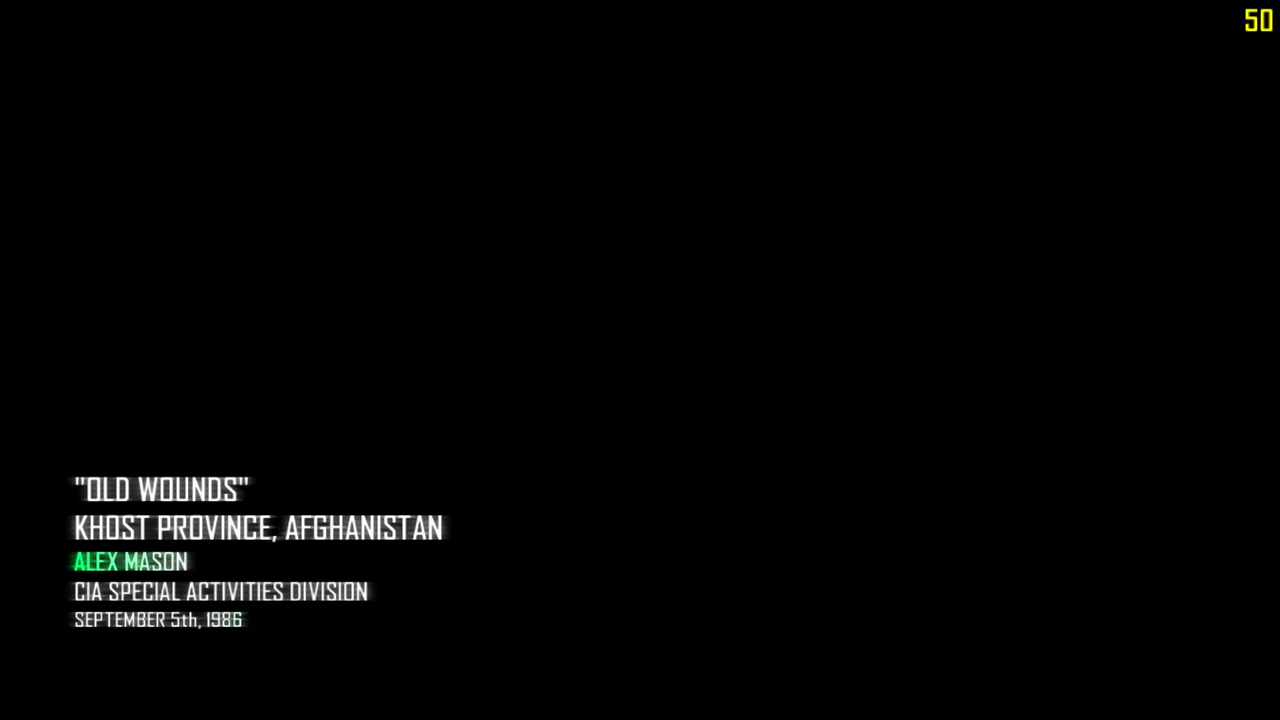 50
"OLD WOUNDS"
KHOST PROVINCE, AFGHANISTAN
ALEX MASON
CIA SPECIAL ACTIVITIES DIVISION
SEPTEMBER 5th, 1986